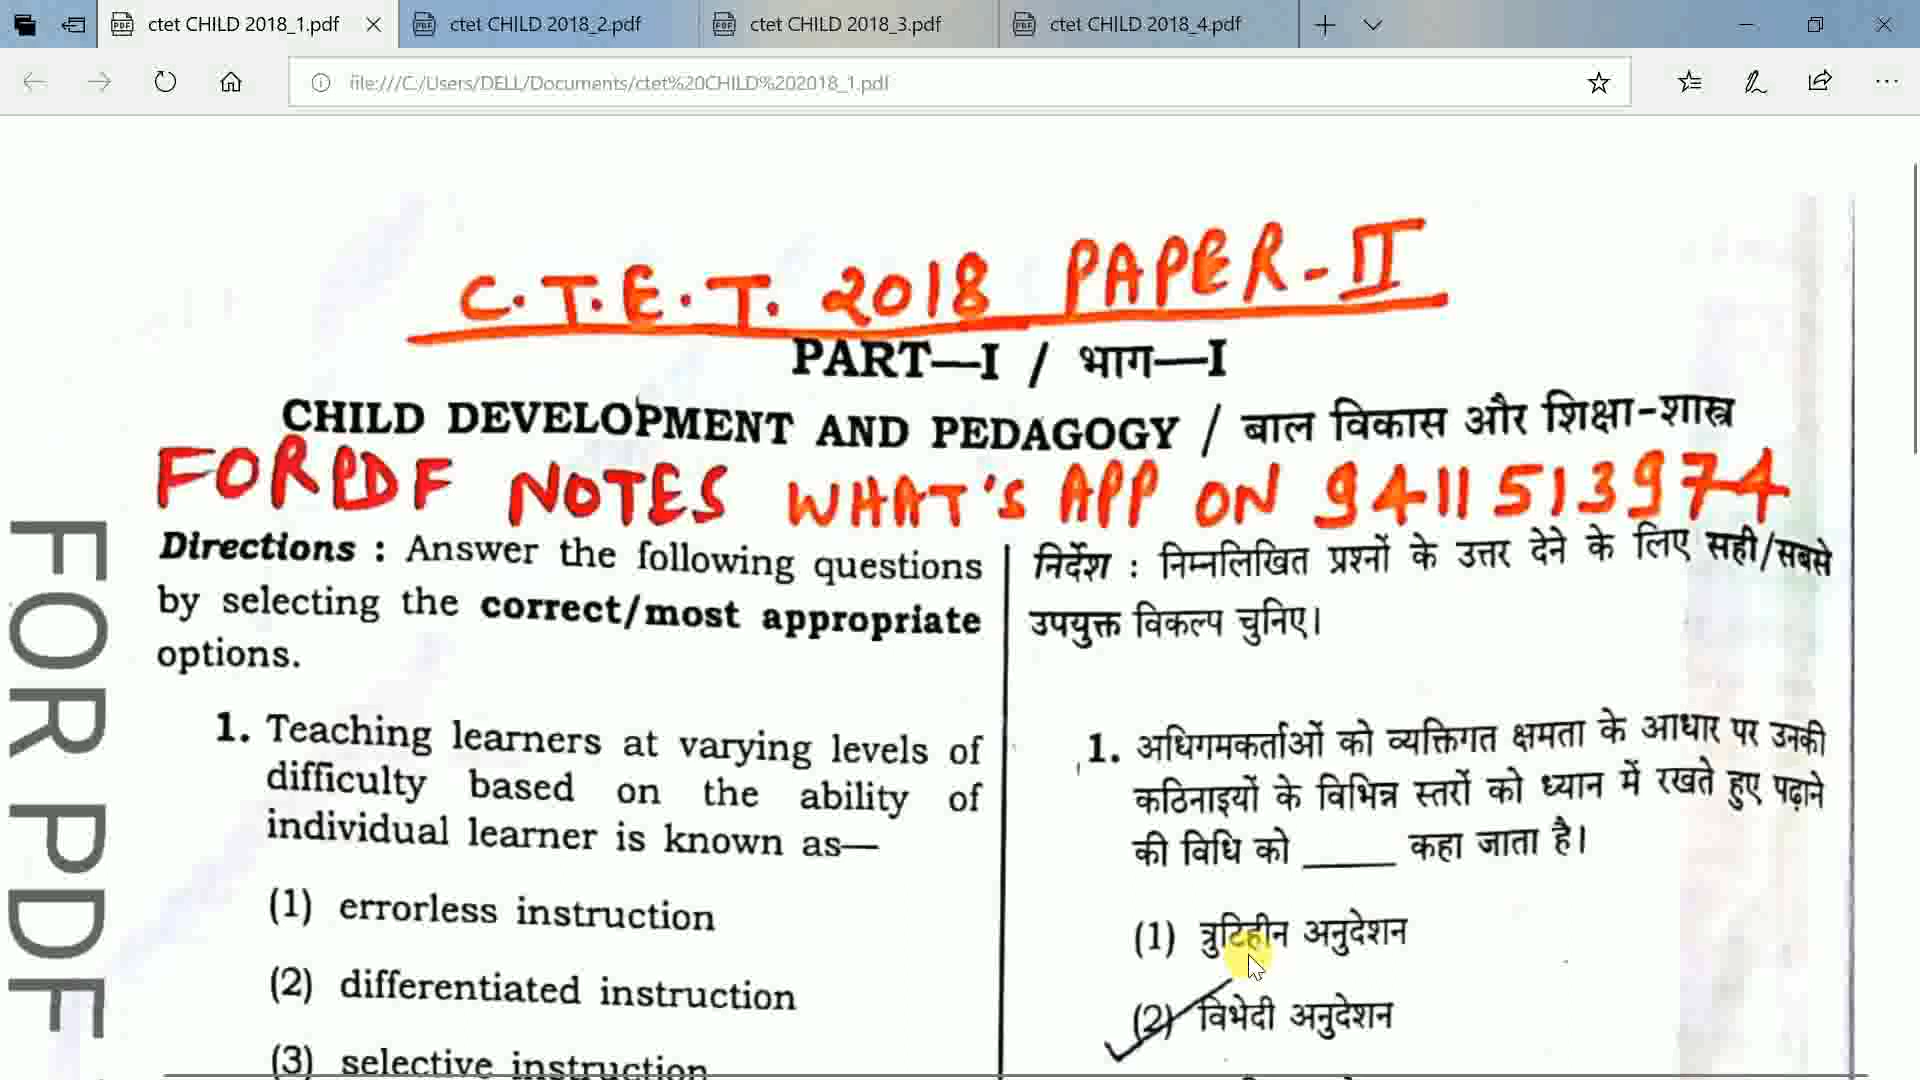 ctet CHILD 2018_1.pdf
ctet CHILD 2018_2.pdf
ctet CHILD 2018_3.pdf
ctet CHILD 2018_4.pdf
file:///C:/Users/DELL/Documents/ctet%20CHILD%202018_1.pdf
C.T.E.T. 2018 PAPER-II
PART—I / भाग—I
CHILD DEVELOPMENT AND PEDAGOGY / बाल विकास और शिक्षा-शास्त्र
FOR PDF NOTES WHAT'S APP ON 9411513974
FOR PDF
Directions : Answer the following questions
by selecting the correct/most appropriate
options.
1. Teaching learners at varying levels of
difficulty based on the ability of
individual learner is known as—
(1) errorless instruction
(2) differentiated instruction
(3) selective instruction
निर्देश : निम्नलिखित प्रश्नों के उत्तर देने के लिए सही/सबसे
उपयुक्त विकल्प चुनिए।
1. अधिगमकर्ताओं को व्यक्तिगत क्षमता के आधार पर उनकी
कठिनाइयों के विभिन्न स्तरों को ध्यान में रखते हुए पढ़ाने
की विधि को _____ कहा जाता है।
(1) त्रुटिहीन अनुदेशन
(2) विभेदी अनुदेशन